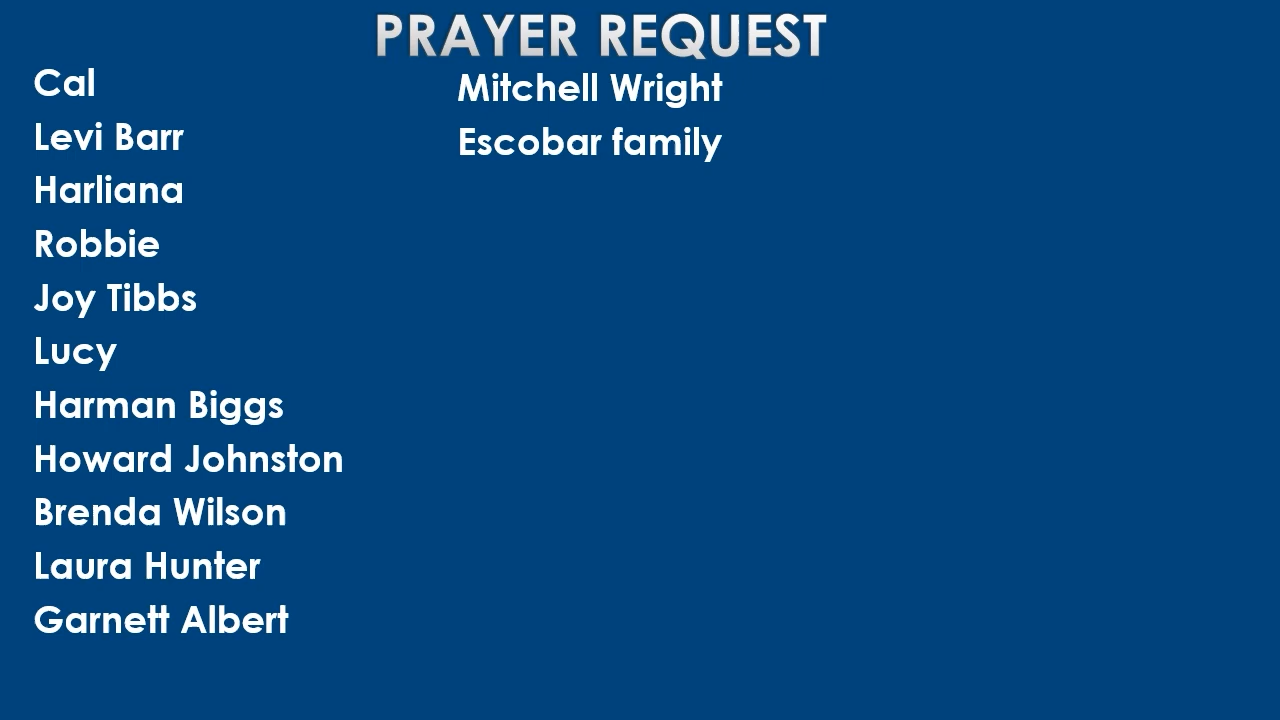 PRAYER REQUEST
Cal
Levi Barr
Harliana
Robbie
Joy Tibbs
Lucy
Harman Biggs
Howard Johnston
Brenda Wilson
Laura Hunter
Garnett Albert
Mitchell Wright
Escobar family